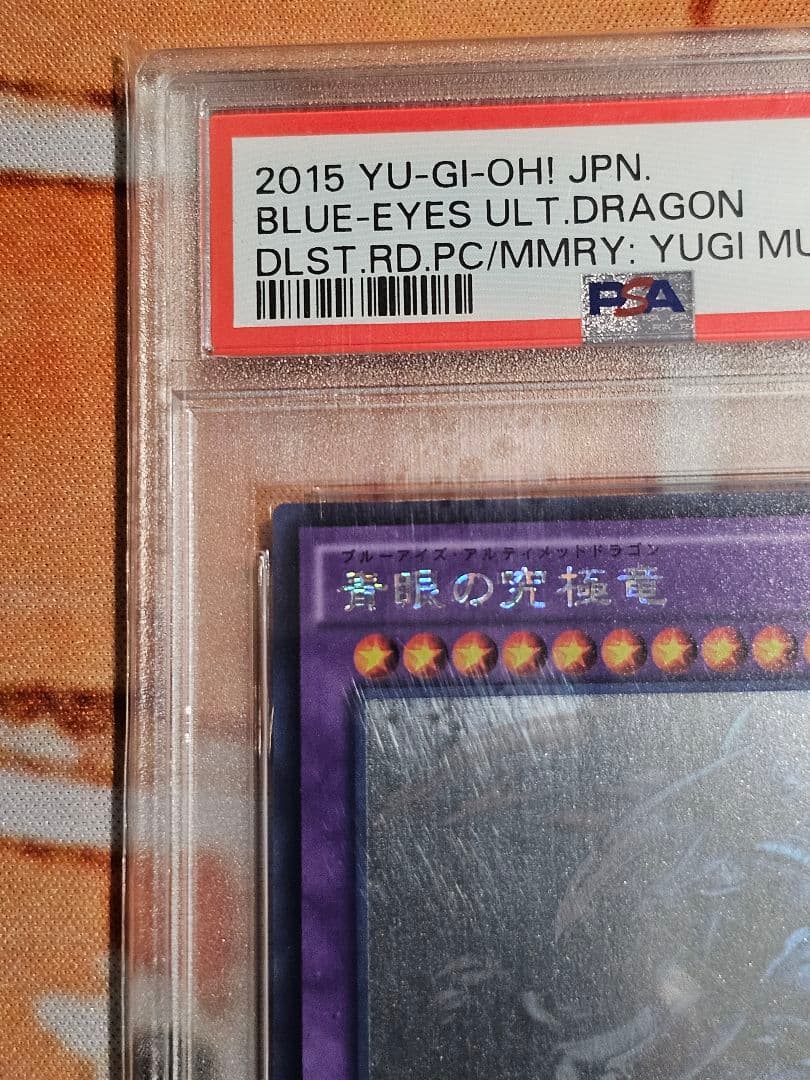 2015 YU-GI-OH! JPN.
BLUE-EYES ULT.DRAGON
DLST.RD.PC/MMRY: YUGI MU
PSA
ブルーアイズ・アルティメットドラゴン
青眼の究極竜